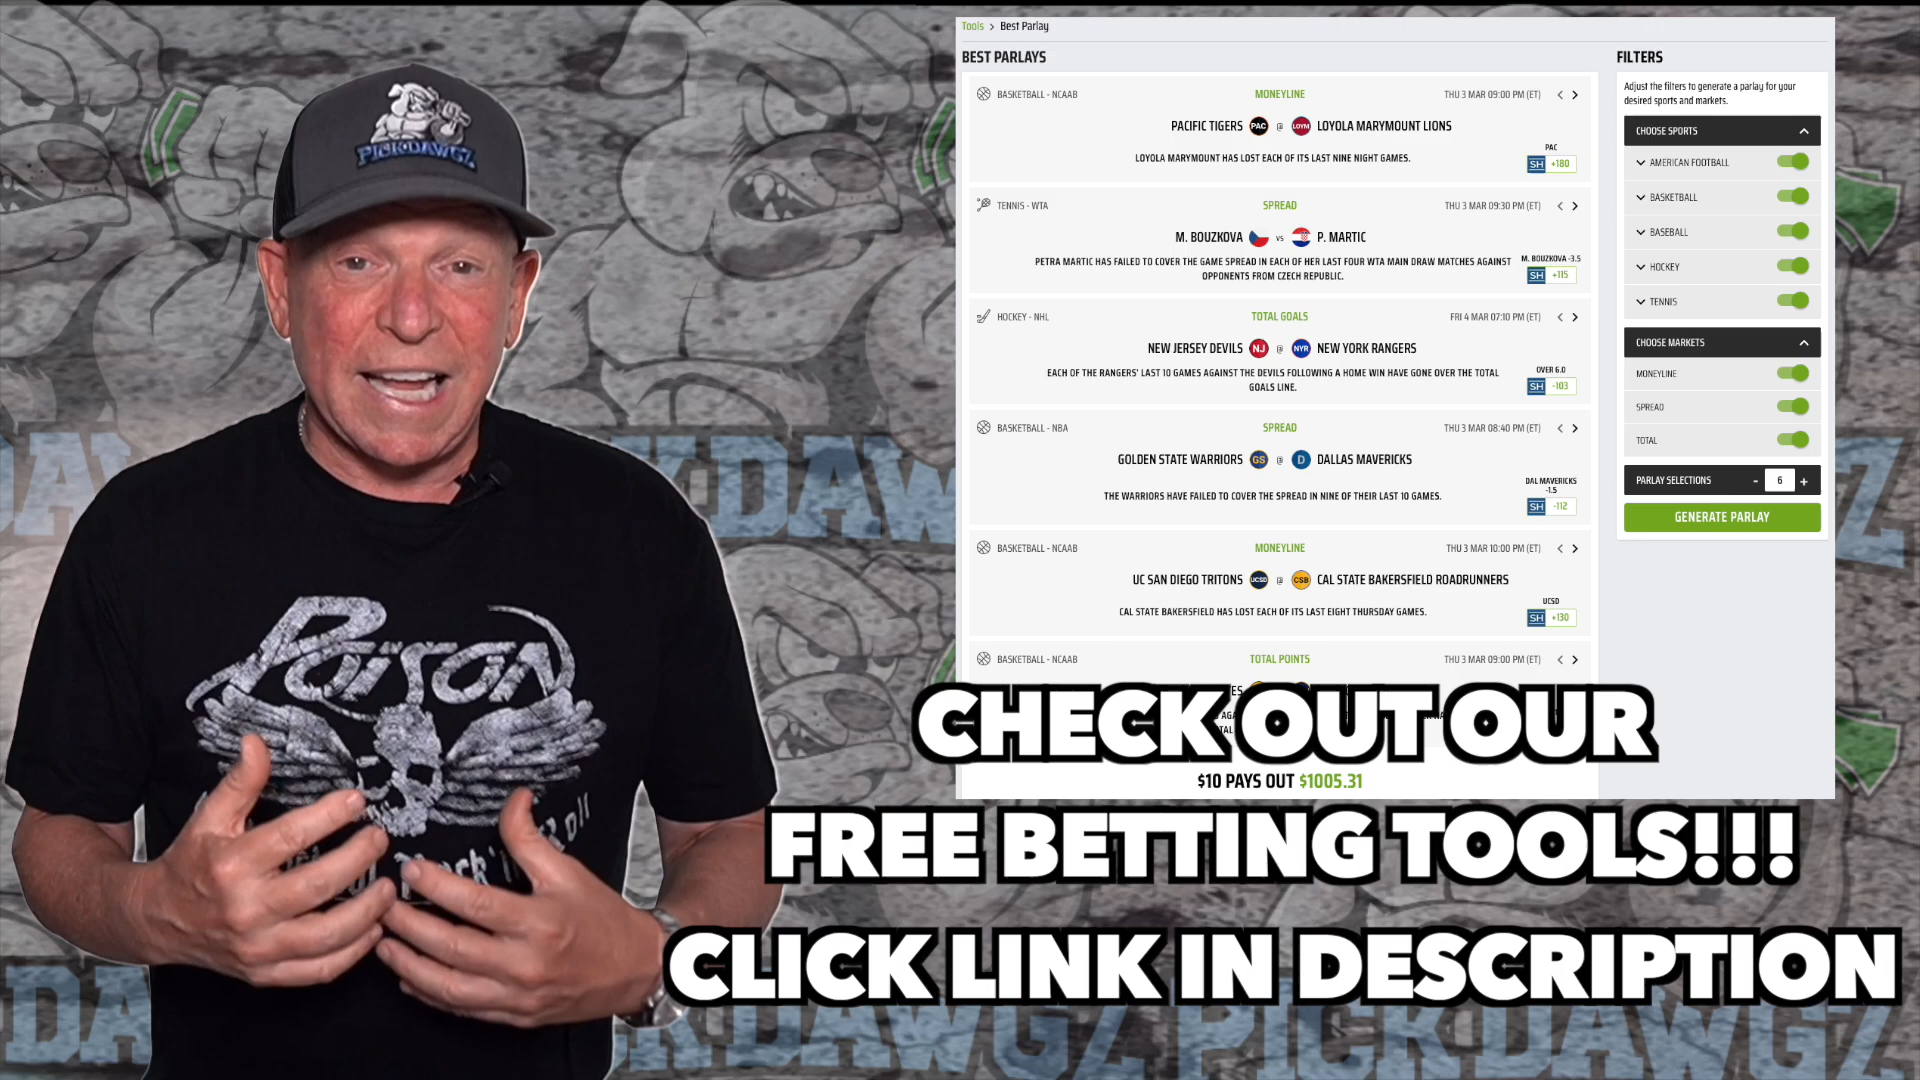 Tools > Best Parlay
BEST PARLAYS
BASKETBALL - NCAAB MONEYLINE THU 3 MAR 09:00 PM (ET)
PACIFIC TIGERS PAC @ LOYM LOYOLA MARYMOUNT LIONS
LOYOLA MARYMOUNT HAS LOST EACH OF ITS LAST NINE NIGHT GAMES.
PAC
SH +180
TENNIS - WTA SPREAD THU 3 MAR 09:30 PM (ET)
M. BOUZKOVA VS P. MARTIC
PETRA MARTIC HAS FAILED TO COVER THE GAME SPREAD IN EACH OF HER LAST FOUR WTA MAIN DRAW MATCHES AGAINST
OPPONENTS FROM CZECH REPUBLIC.
M. BOUZKOVA -3.5
SH +115
HOCKEY - NHL TOTAL GOALS FRI 4 MAR 07:10 PM (ET)
NEW JERSEY DEVILS NJ @ NYR NEW YORK RANGERS
EACH OF THE RANGERS' LAST 10 GAMES AGAINST THE DEVILS FOLLOWING A HOME WIN HAVE GONE OVER THE TOTAL
GOALS LINE.
OVER 6.0
SH -103
BASKETBALL - NBA SPREAD THU 3 MAR 08:40 PM (ET)
GOLDEN STATE WARRIORS GS @ D DALLAS MAVERICKS
THE WARRIORS HAVE FAILED TO COVER THE SPREAD IN NINE OF THEIR LAST 10 GAMES.
DAL MAVERICKS
-1.5
SH -112
BASKETBALL - NCAAB MONEYLINE THU 3 MAR 10:00 PM (ET)
UC SAN DIEGO TRITONS UCSD @ CSB CAL STATE BAKERSFIELD ROADRUNNERS
CAL STATE BAKERSFIELD HAS LOST EACH OF ITS LAST EIGHT THURSDAY GAMES.
UCSD
SH +130
BASKETBALL - NCAAB TOTAL POINTS THU 3 MAR 09:00 PM (ET)
$10 PAYS OUT $1005.31
FILTERS
Adjust the filters to generate a parlay for your
desired sports and markets.
CHOOSE SPORTS
AMERICAN FOOTBALL
BASKETBALL
BASEBALL
HOCKEY
TENNIS
CHOOSE MARKETS
MONEYLINE
SPREAD
TOTAL
PARLAY SELECTIONS - 6 +
GENERATE PARLAY
CHECK OUT OUR
FREE BETTING TOOLS!!!
CLICK LINK IN DESCRIPTION
PICKDAWGZ
POISON
PICKDAWGZ